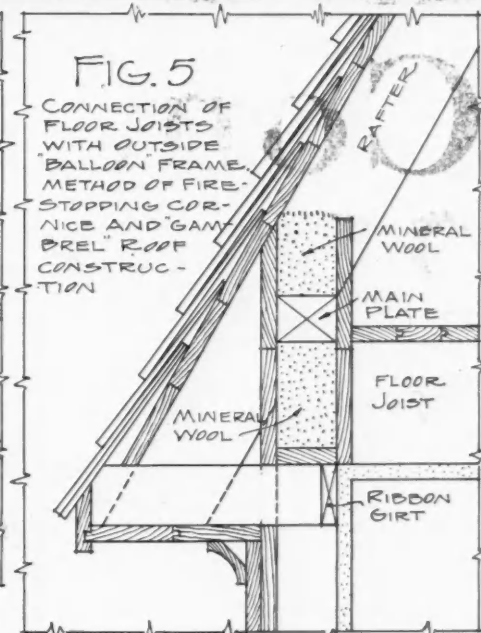 FIG. 5
CONNECTION OF
FLOOR JOISTS
WITH OUTSIDE
"BALLOON" FRAME.
METHOD OF FIRE-
STOPPING COR-
NICE AND "GAM-
BREL" ROOF
CONSTRUC-
TION
RAFTER
MINERAL
WOOL
MAIN
PLATE
FLOOR
JOIST
MINERAL
WOOL
RIBBON
GIRT